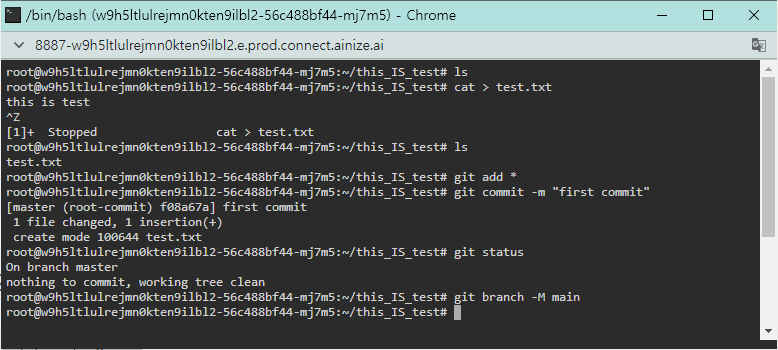 /bin/bash (w9h5ltlulrejmn0kten9ilbl2-56c488bf44-mj7m5) - Chrome
8887-w9h5ltlulrejmn0kten9ilbl2.e.prod.connect.ainize.ai
root@w9h5ltlulrejmn0kten9ilbl2-56c488bf44-mj7m5:~/this_IS_test# ls
root@w9h5ltlulrejmn0kten9ilbl2-56c488bf44-mj7m5:~/this_IS_test# cat > test.txt
this is test
^Z
[1]+  Stopped                 cat > test.txt
root@w9h5ltlulrejmn0kten9ilbl2-56c488bf44-mj7m5:~/this_IS_test# ls
test.txt
root@w9h5ltlulrejmn0kten9ilbl2-56c488bf44-mj7m5:~/this_IS_test# git add *
root@w9h5ltlulrejmn0kten9ilbl2-56c488bf44-mj7m5:~/this_IS_test# git commit -m "first commit"
[master (root-commit) f08a67a] first commit
 1 file changed, 1 insertion(+)
 create mode 100644 test.txt
root@w9h5ltlulrejmn0kten9ilbl2-56c488bf44-mj7m5:~/this_IS_test# git status
On branch master
nothing to commit, working tree clean
root@w9h5ltlulrejmn0kten9ilbl2-56c488bf44-mj7m5:~/this_IS_test# git branch -M main
root@w9h5ltlulrejmn0kten9ilbl2-56c488bf44-mj7m5:~/this_IS_test#